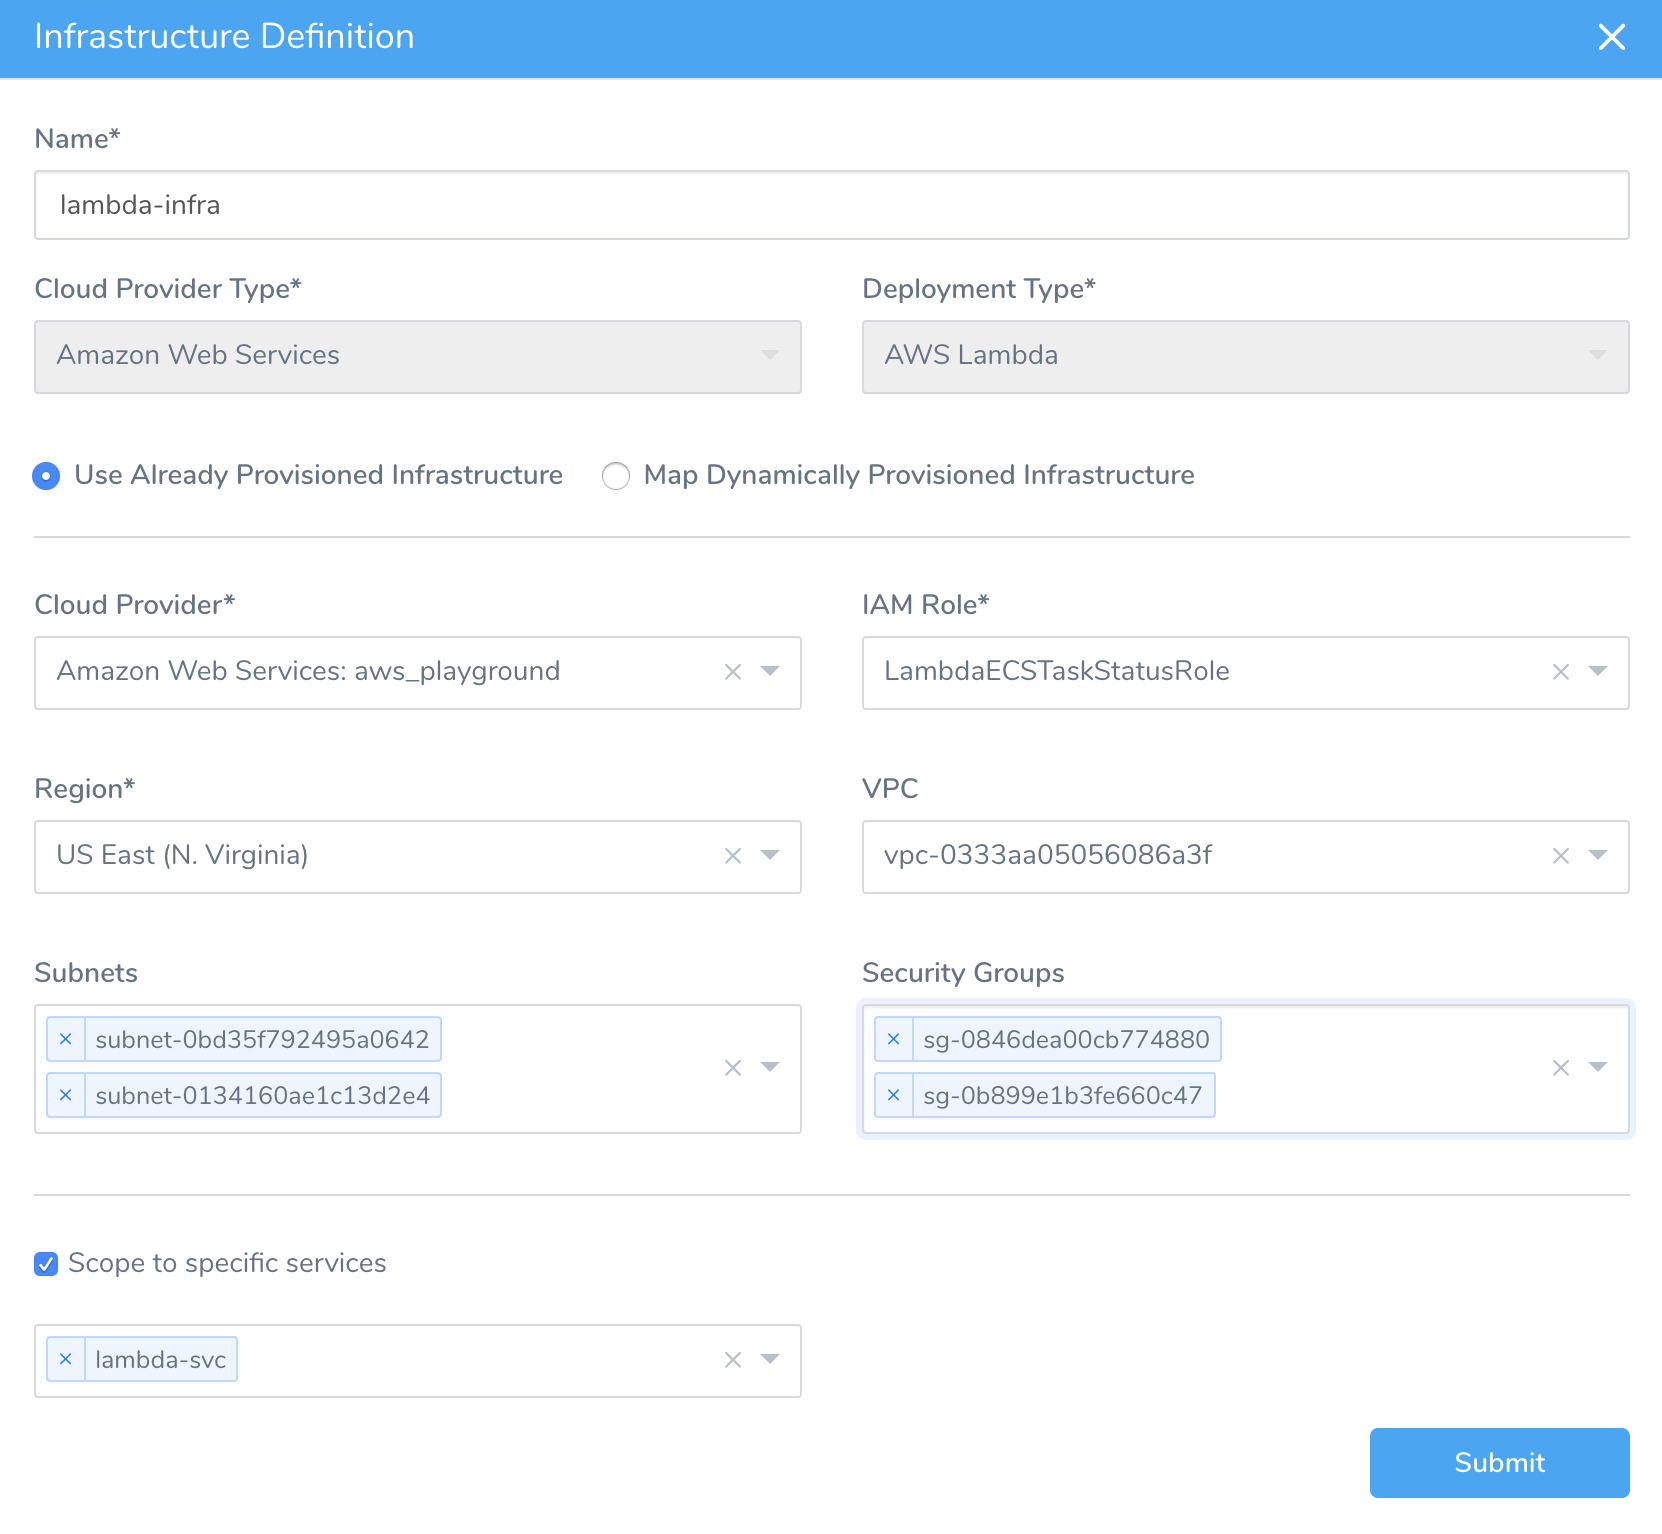 Infrastructure Definition
Name*
lambda-infra
Cloud Provider Type*
Deployment Type*
Amazon Web Services
AWS Lambda
Use Already Provisioned Infrastructure
Map Dynamically Provisioned Infrastructure
Cloud Provider*
IAM Role*
Amazon Web Services: aws_playground
LambdaECSTaskStatusRole
Region*
VPC
US East (N. Virginia)
vpc-0333aa05056086a3f
Subnets
Security Groups
subnet-0bd35f792495a0642
subnet-0134160ae1c13d2e4
sg-0846dea00cb774880
sg-0b899e1b3fe660c47
Scope to specific services
lambda-svc
Submit